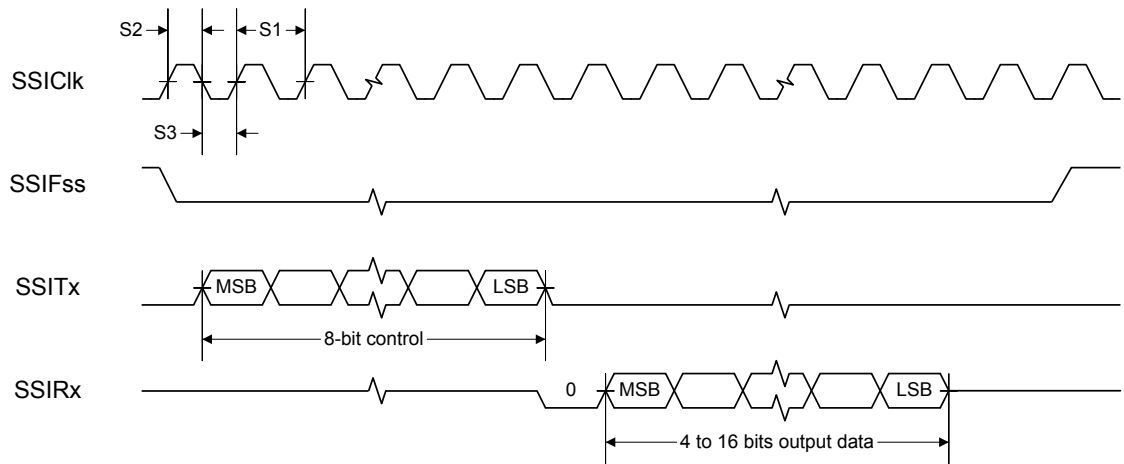 S2
S1
SSIClk
S3
SSIFss
SSITx
MSB
LSB
8-bit control
SSIRx
0
MSB
LSB
4 to 16 bits output data